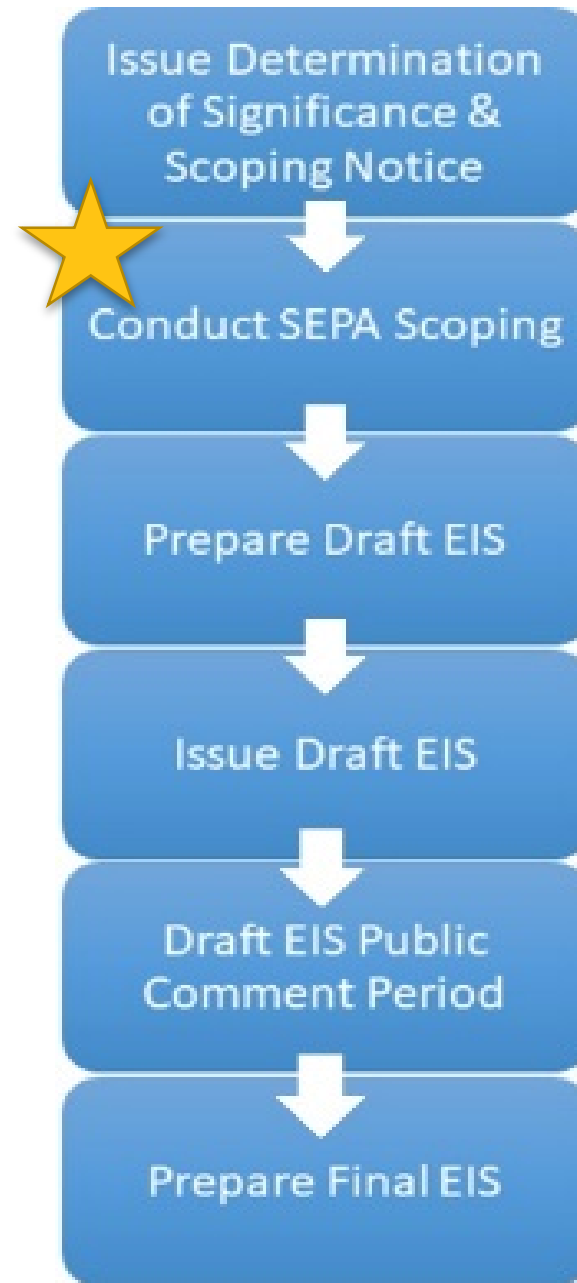 Issue Determination
of Significance &
Scoping Notice
Conduct SEPA Scoping
Prepare Draft EIS
Issue Draft EIS
Draft EIS Public
Comment Period
Prepare Final EIS